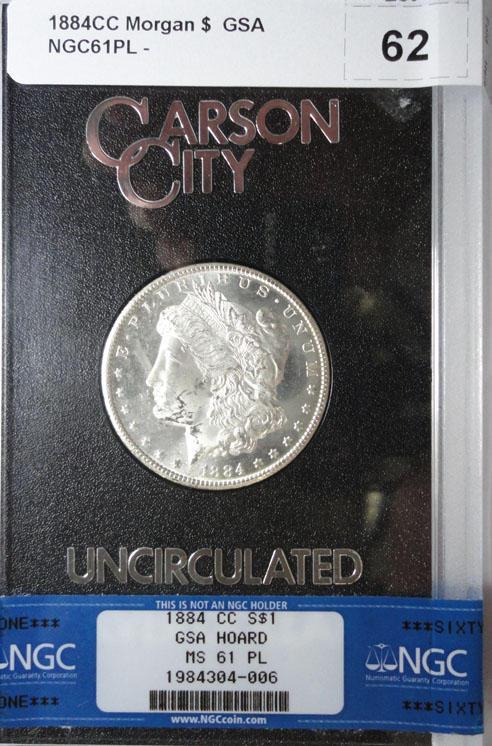 1884CC Morgan $ GSA
NGC61PL -
62
CARSON
CITY
E·PLURIBUS·UNUM
1884
UNCIRCULATED
THIS IS NOT AN NGC HOLDER
ONE***
1884 CC S$1
***SIXTY
GSA HOARD
NGC
MS 61 PL
NGC
Numismatic Guaranty Corporation
1984304-006
Numismatic Guaranty Corporation
ONE***
***SIXTY
www.NGCcoin.com